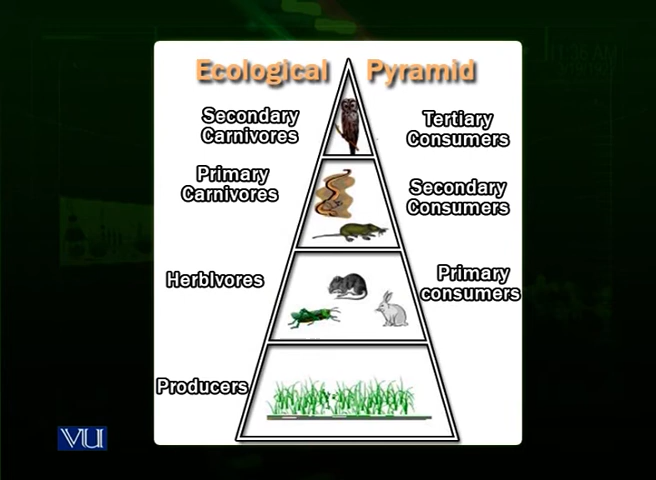 Ecological Pyramid
Secondary
Carnivores
Tertiary
Consumers
Primary
Carnivores
Secondary
Consumers
HerbIvores
Primary
consumers
Producers
VU